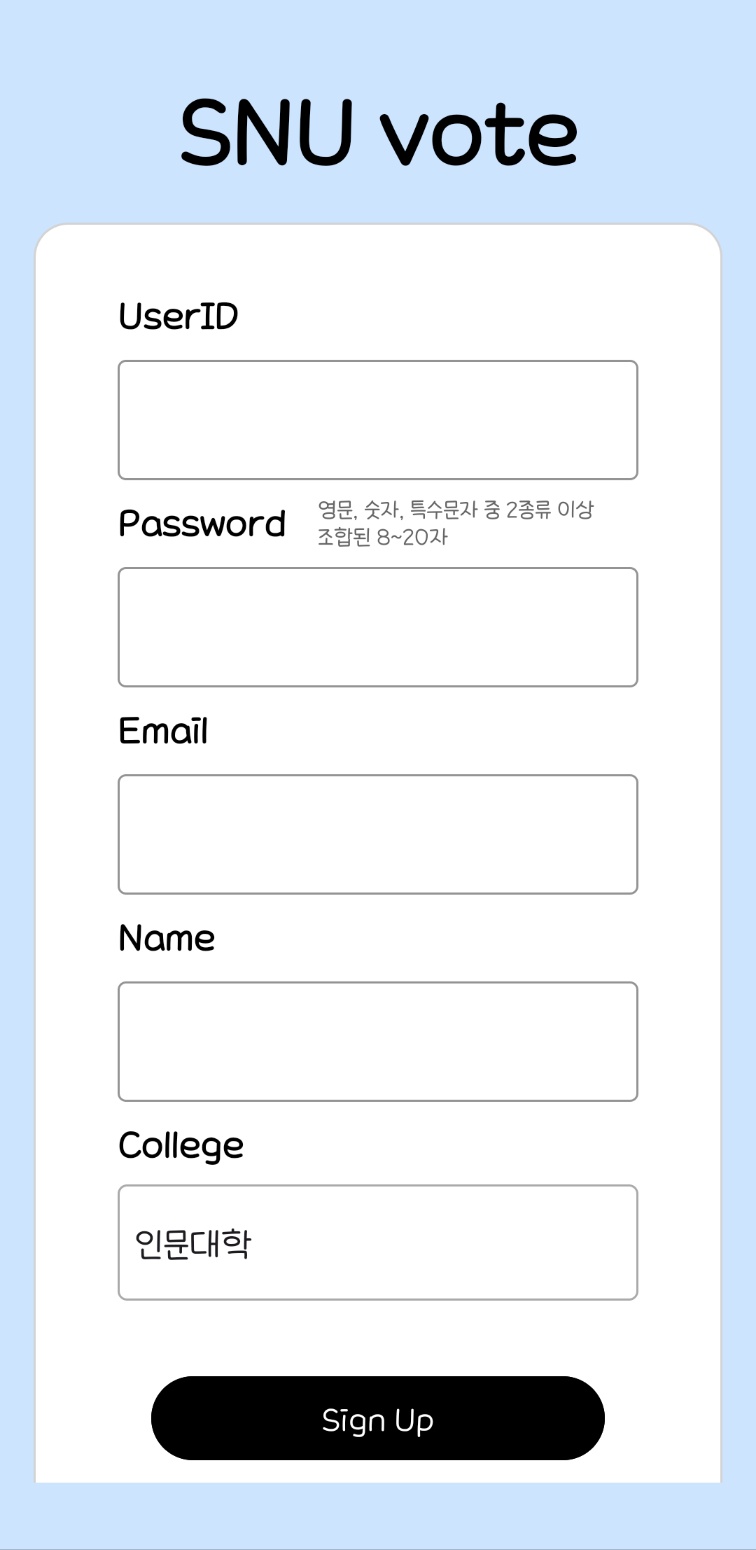 SNU vote
UserID
Password
영문, 숫자, 특수문자 중 2종류 이상
조합된 8~20자
Email
Name
College
인문대학
Sign Up